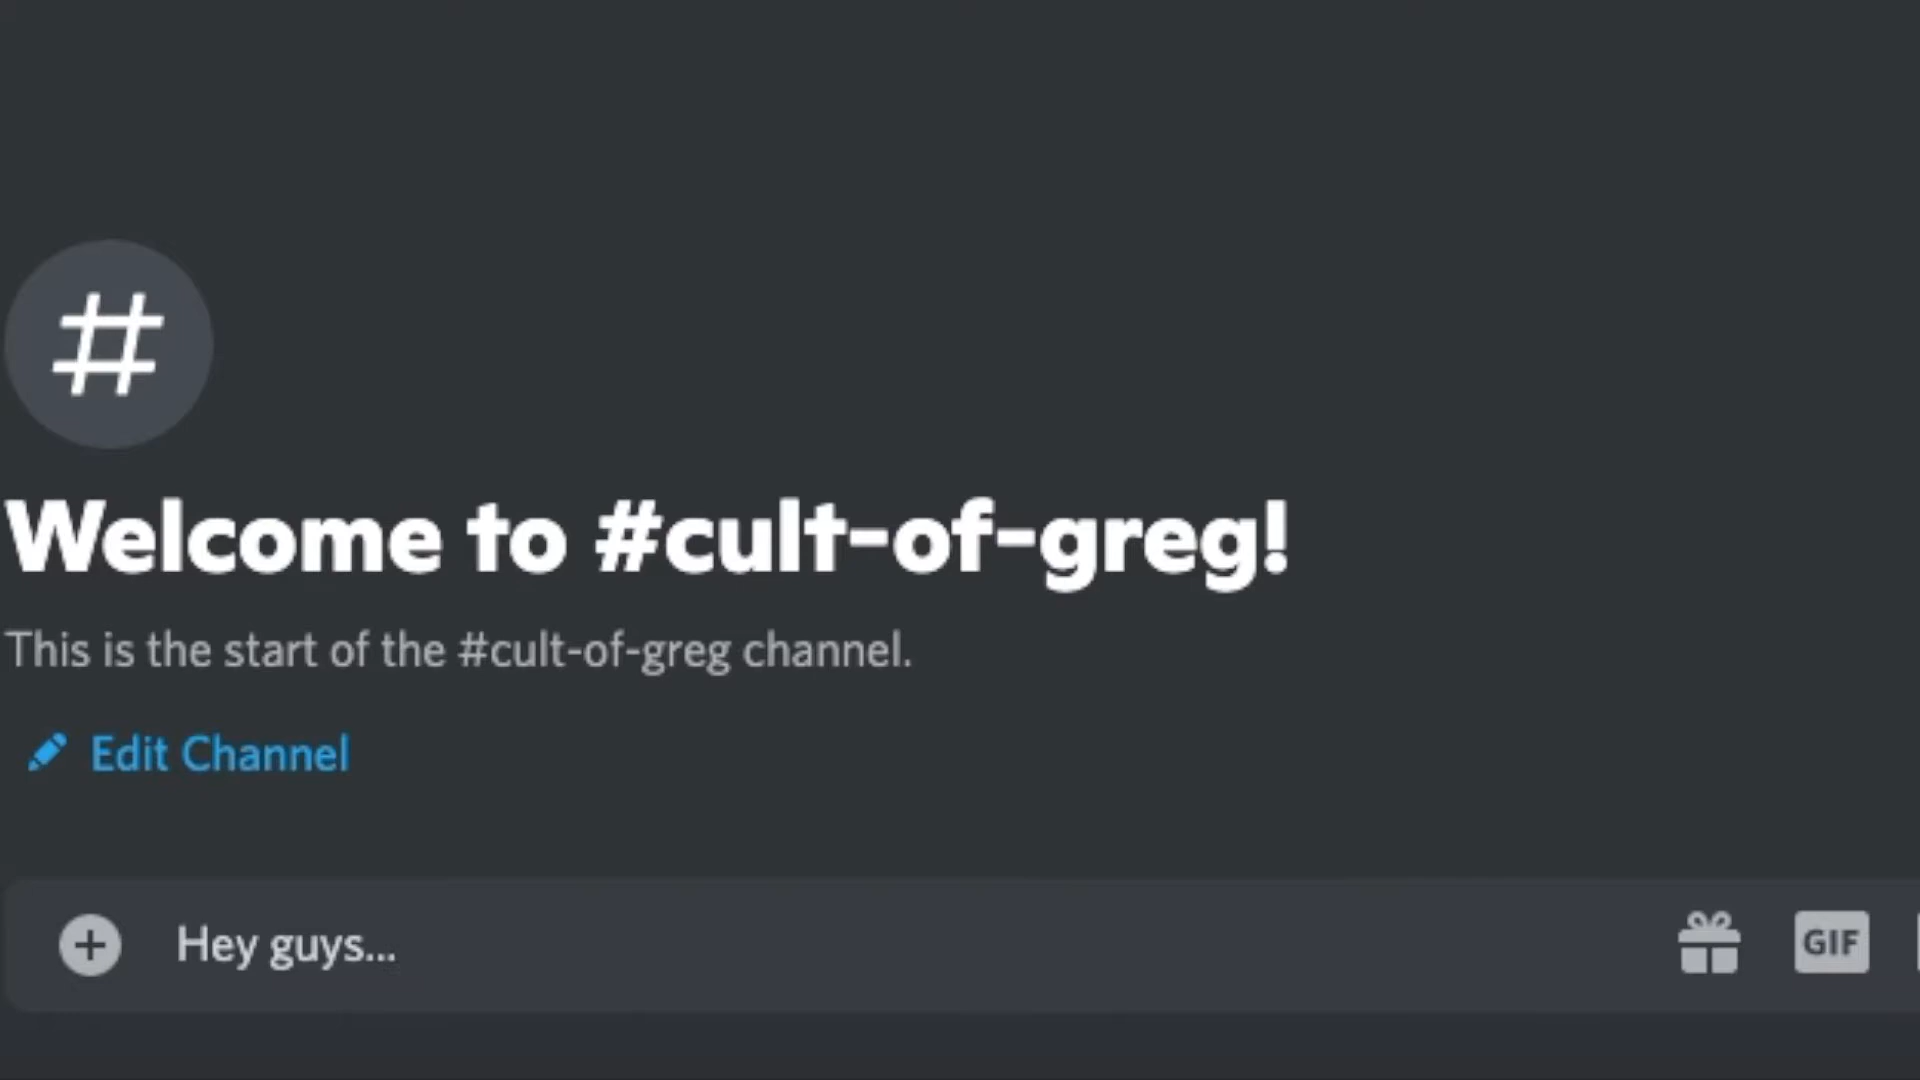 #
Welcome to #cult-of-greg!
This is the start of the #cult-of-greg channel.
Edit Channel
Hey guys...
GIF